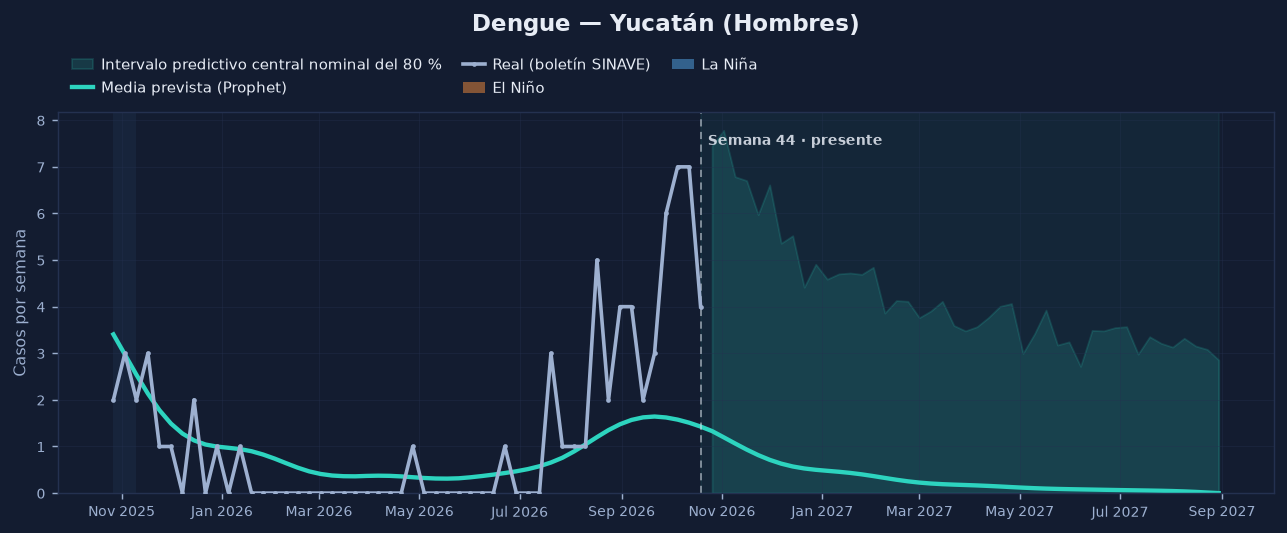 Dengue — Yucatán (Hombres)
Intervalo predictivo central nominal del 80 %
Real (boletín SINAVE)
La Niña
Media prevista (Prophet)
El Niño
Semana 44 · presente
Casos por semana
8
7
6
5
4
3
2
1
0
Nov 2025
Jan 2026
Mar 2026
May 2026
Jul 2026
Sep 2026
Nov 2026
Jan 2027
Mar 2027
May 2027
Jul 2027
Sep 2027